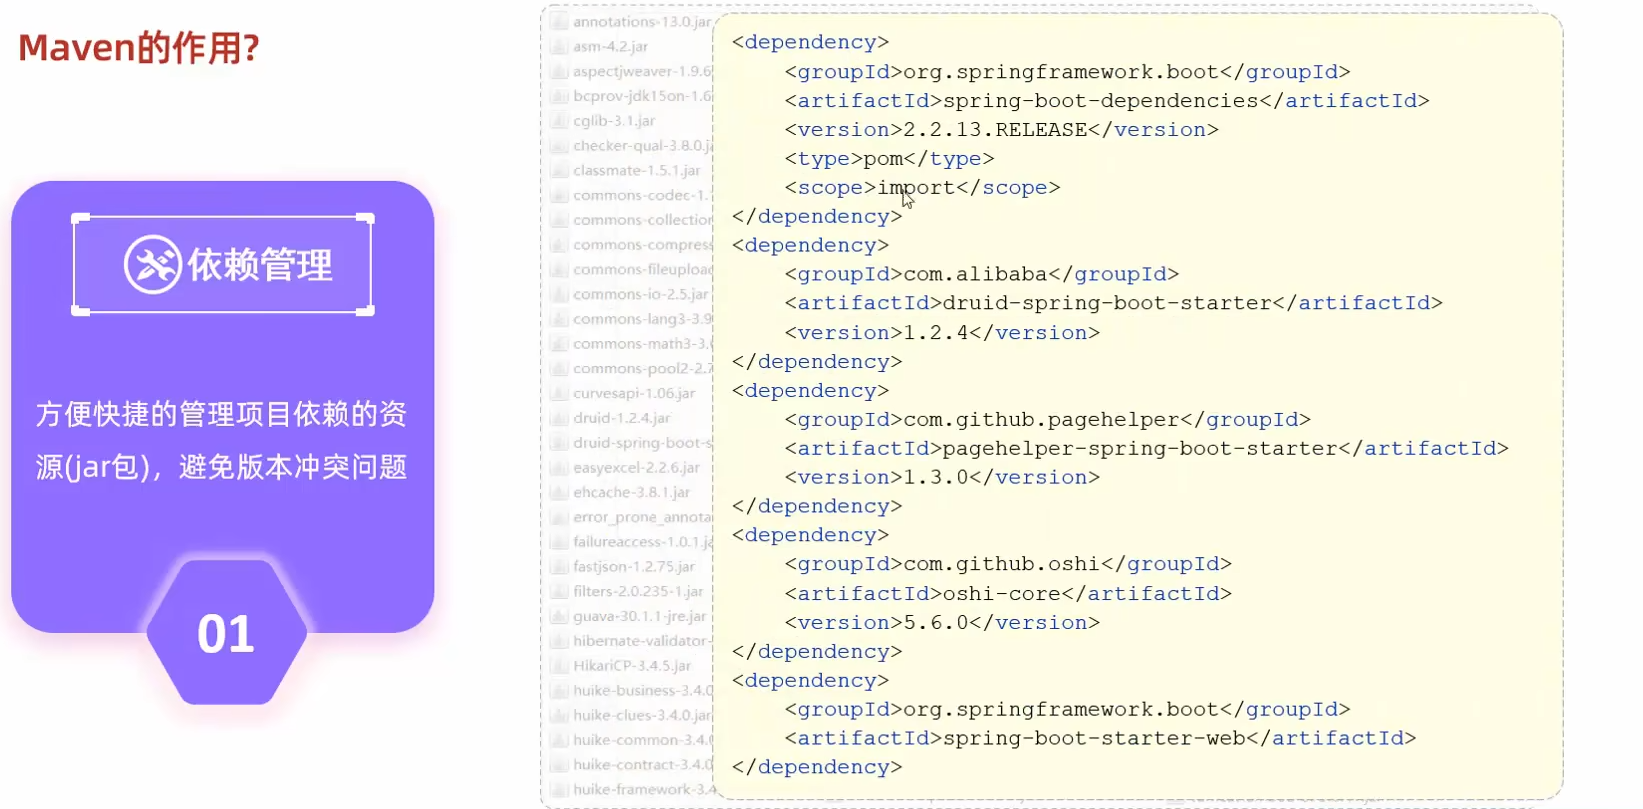 Maven的作用?
依赖管理
方便快捷的管理项目依赖的资
源(jar包)，避免版本冲突问题
01
annotations-13.0.jar
asm-4.2.jar
aspectjweaver-1.9.6
bcprov-jdk15on-1.6
cglib-3.1.jar
checker-qual-3.8.0.j
classmate-1.5.1.jar
commons-codec-1.
commons-collection
commons-compress
commons-fileupload
commons-io-2.5.jar
commons-lang3-3.9
commons-math3-3.
commons-pool2-2.7
curvesapi-1.06.jar
druid-1.2.4.jar
druid-spring-boot-s
easyexcel-2.2.6.jar
ehcache-3.8.1.jar
error_prone_annota
failureaccess-1.0.1.ja
fastjson-1.2.75.jar
filters-2.0.235-1.jar
guava-30.1.1-jre.jar
hibernate-validator-
HikariCP-3.4.5.jar
huike-business-3.4.0
huike-clues-3.4.0.jar
huike-common-3.4.0
huike-contract-3.4.0
huike-framework-3.4
<dependency>
    <groupId>org.springframework.boot</groupId>
    <artifactId>spring-boot-dependencies</artifactId>
    <version>2.2.13.RELEASE</version>
    <type>pom</type>
    <scope>import</scope>
</dependency>
<dependency>
    <groupId>com.alibaba</groupId>
    <artifactId>druid-spring-boot-starter</artifactId>
    <version>1.2.4</version>
</dependency>
<dependency>
    <groupId>com.github.pagehelper</groupId>
    <artifactId>pagehelper-spring-boot-starter</artifactId>
    <version>1.3.0</version>
</dependency>
<dependency>
    <groupId>com.github.oshi</groupId>
    <artifactId>oshi-core</artifactId>
    <version>5.6.0</version>
</dependency>
<dependency>
    <groupId>org.springframework.boot</groupId>
    <artifactId>spring-boot-starter-web</artifactId>
</dependency>